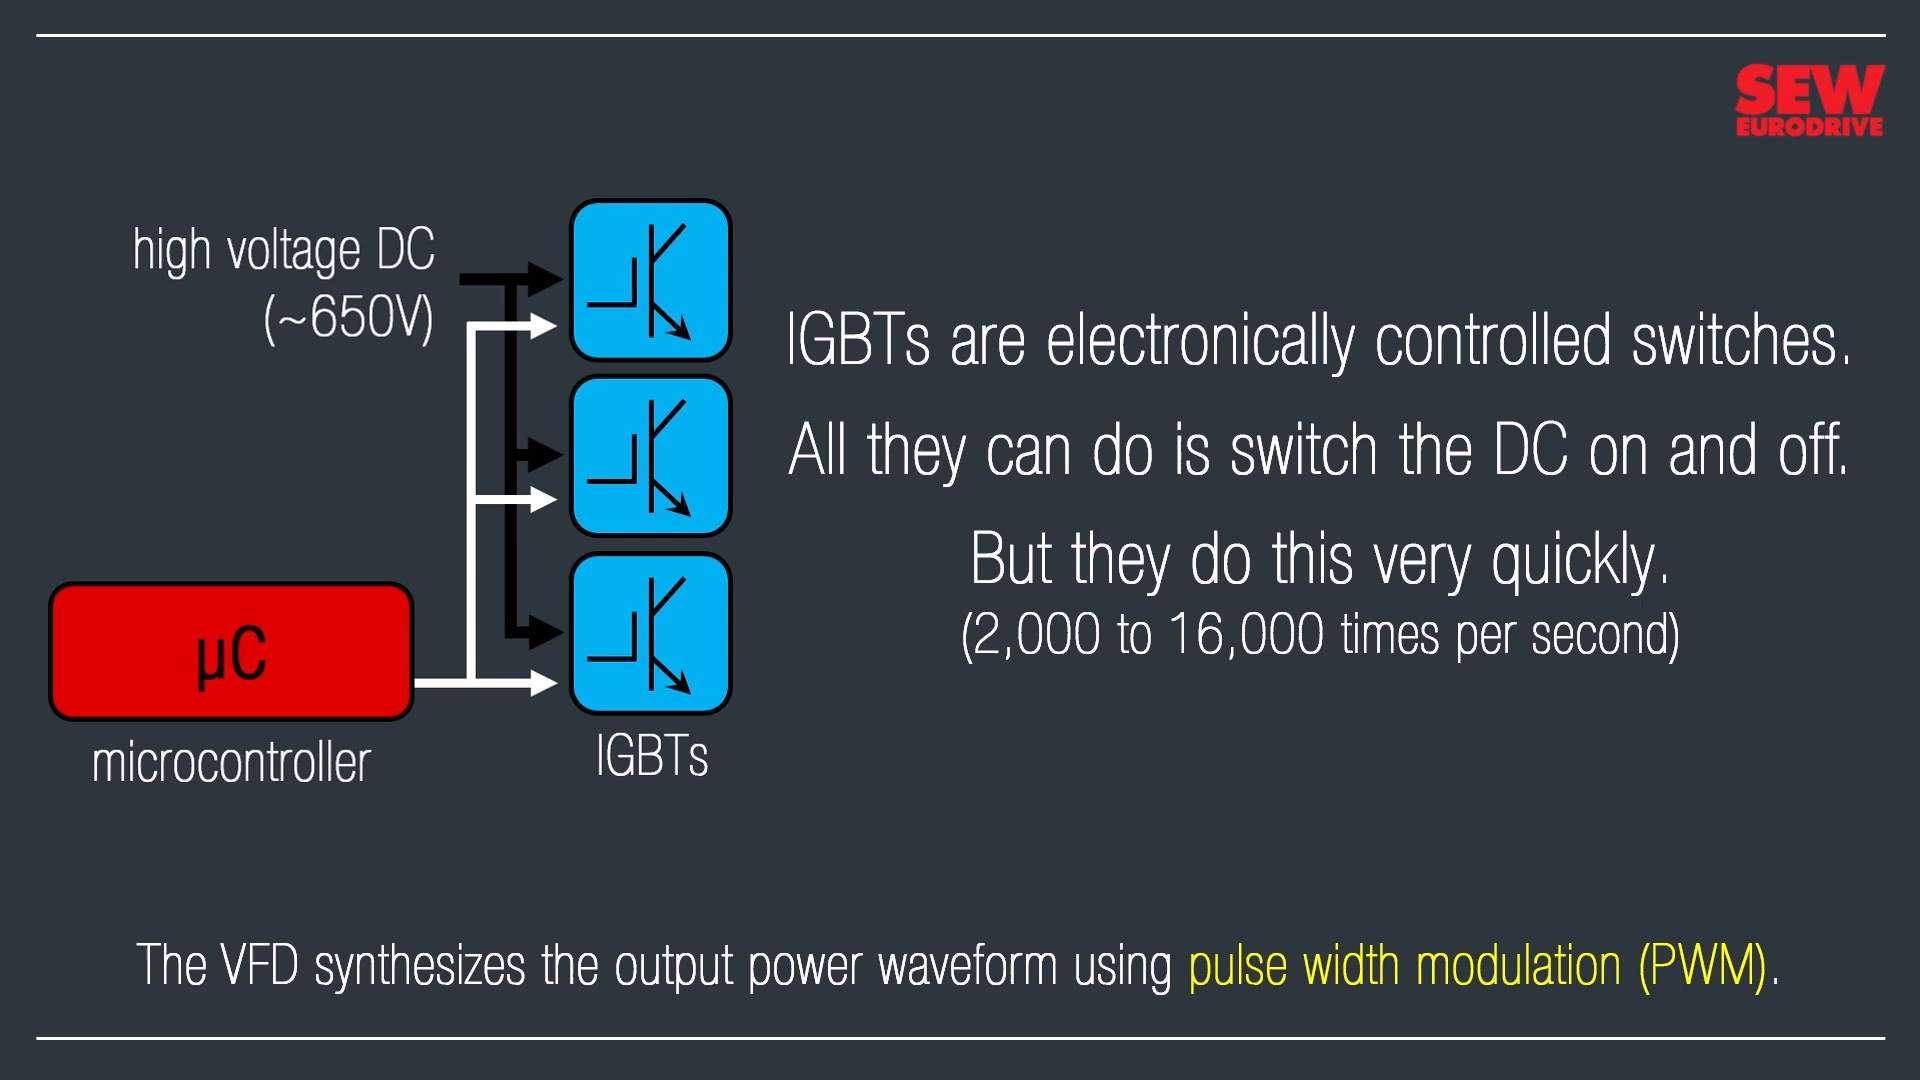 SEW
EURODRIVE
high voltage DC
(~650V)
IGBTs are electronically controlled switches.
All they can do is switch the DC on and off.
But they do this very quickly.
(2,000 to 16,000 times per second)
µC
microcontroller
IGBTs
The VFD synthesizes the output power waveform using pulse width modulation (PWM).